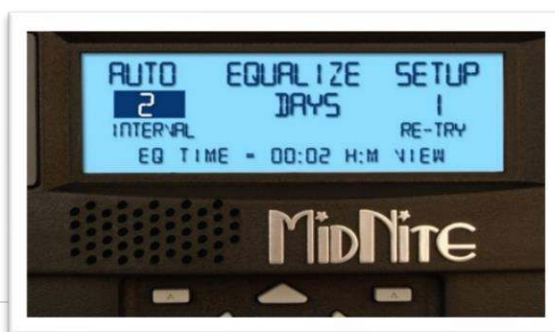 AUTO EQUALIZE SETUP
2 DAYS 1
INTERVAL RE-TRY
EQ TIME - 00:02 H:M VIEW
MIDNITE